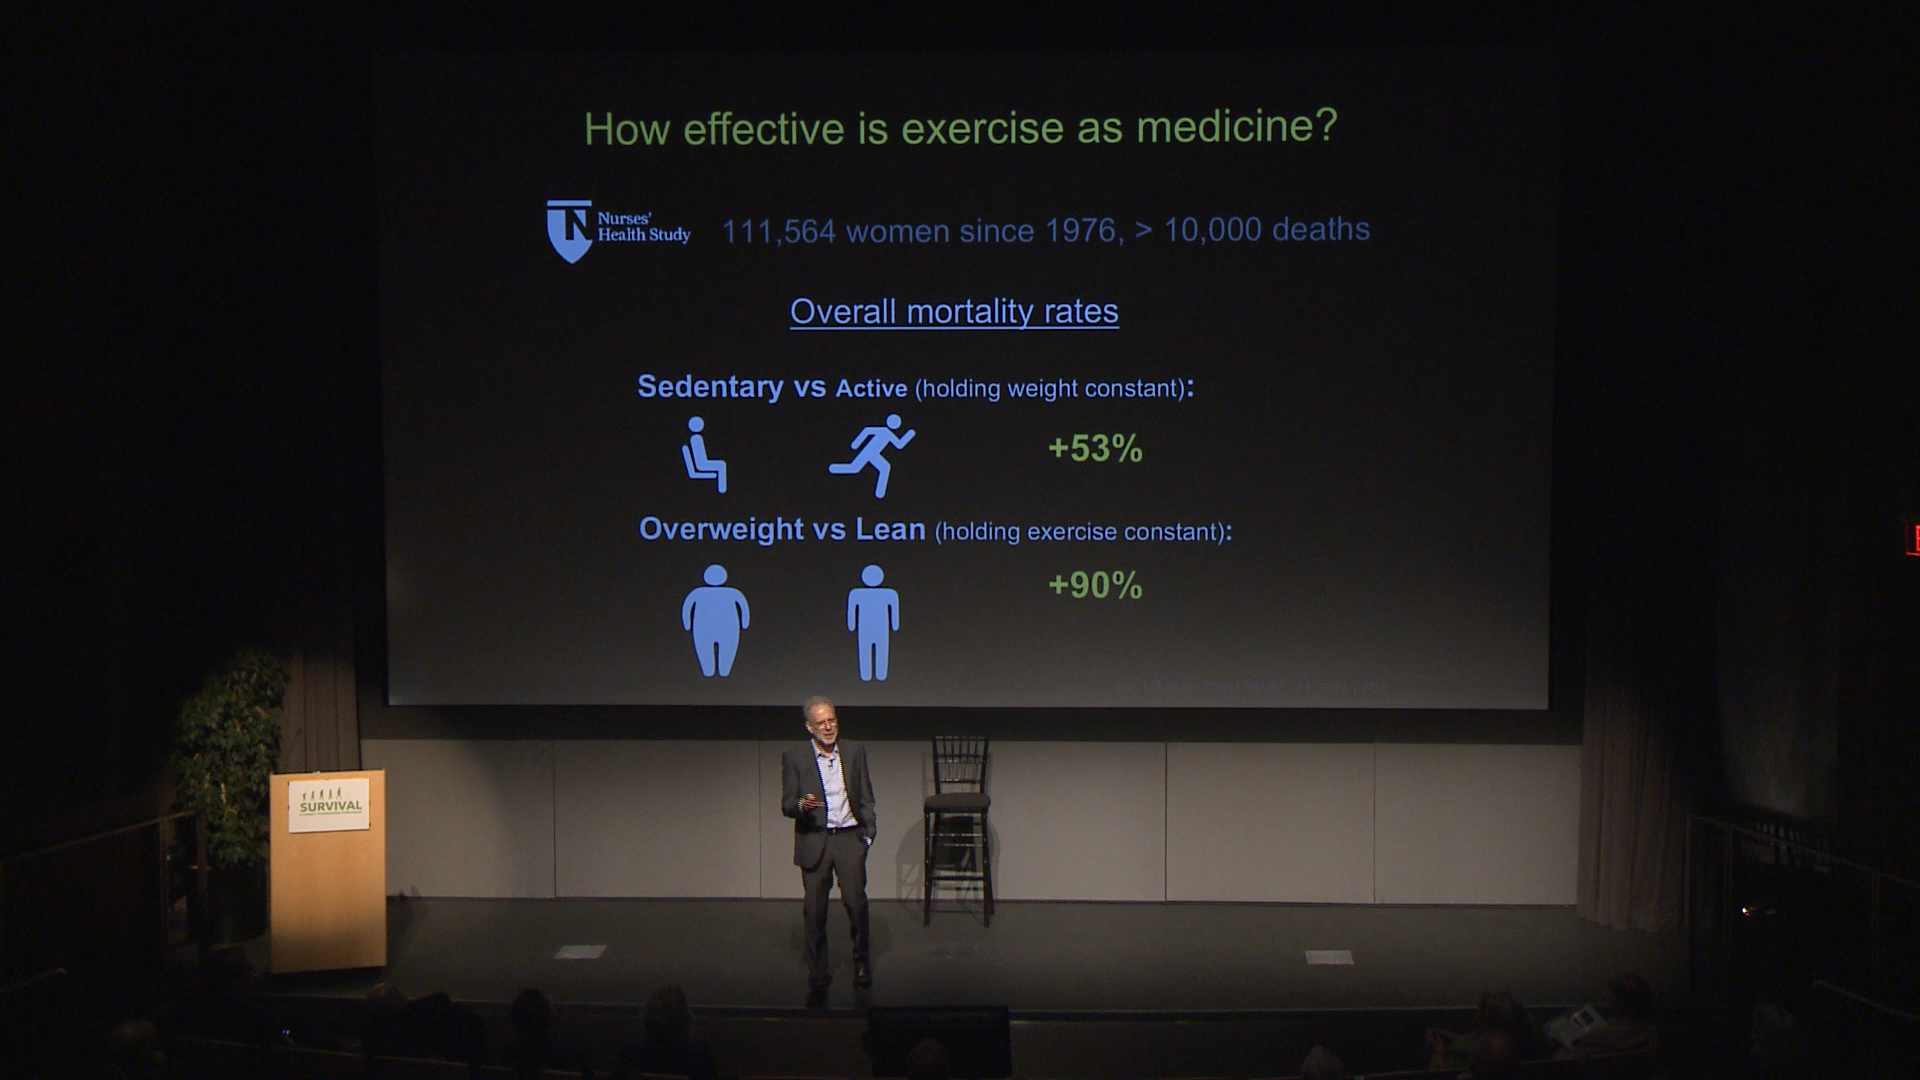 How effective is exercise as medicine?
Nurses'
Health Study
111,564 women since 1976, > 10,000 deaths
Overall mortality rates
Sedentary vs Active (holding weight constant):
+53%
Overweight vs Lean (holding exercise constant):
+90%
SURVIVAL